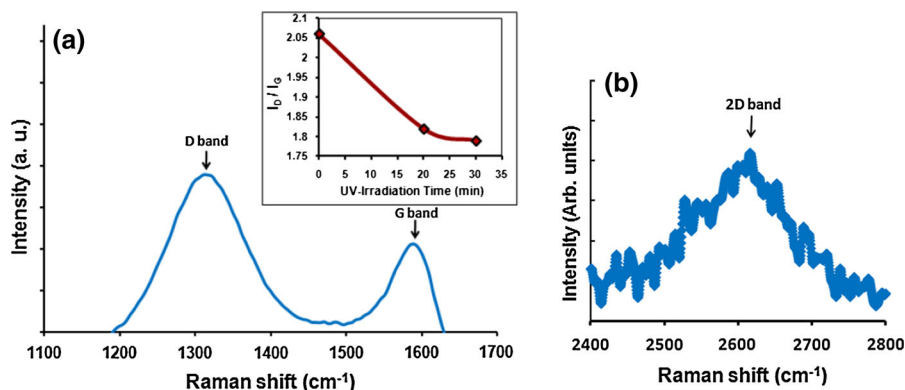 (a)
Intensity (a. u.)
D band
G band
1100 1200 1300 1400 1500 1600 1700
Raman shift (cm⁻¹)
I_D / I_G
2.1
2.05
2
1.95
1.9
1.85
1.8
1.75
0 5 10 15 20 25 30 35
UV-Irradiation Time (min)
(b)
2D band
Intensity (Arb. units)
2400 2500 2600 2700 2800
Raman shift (cm⁻¹)